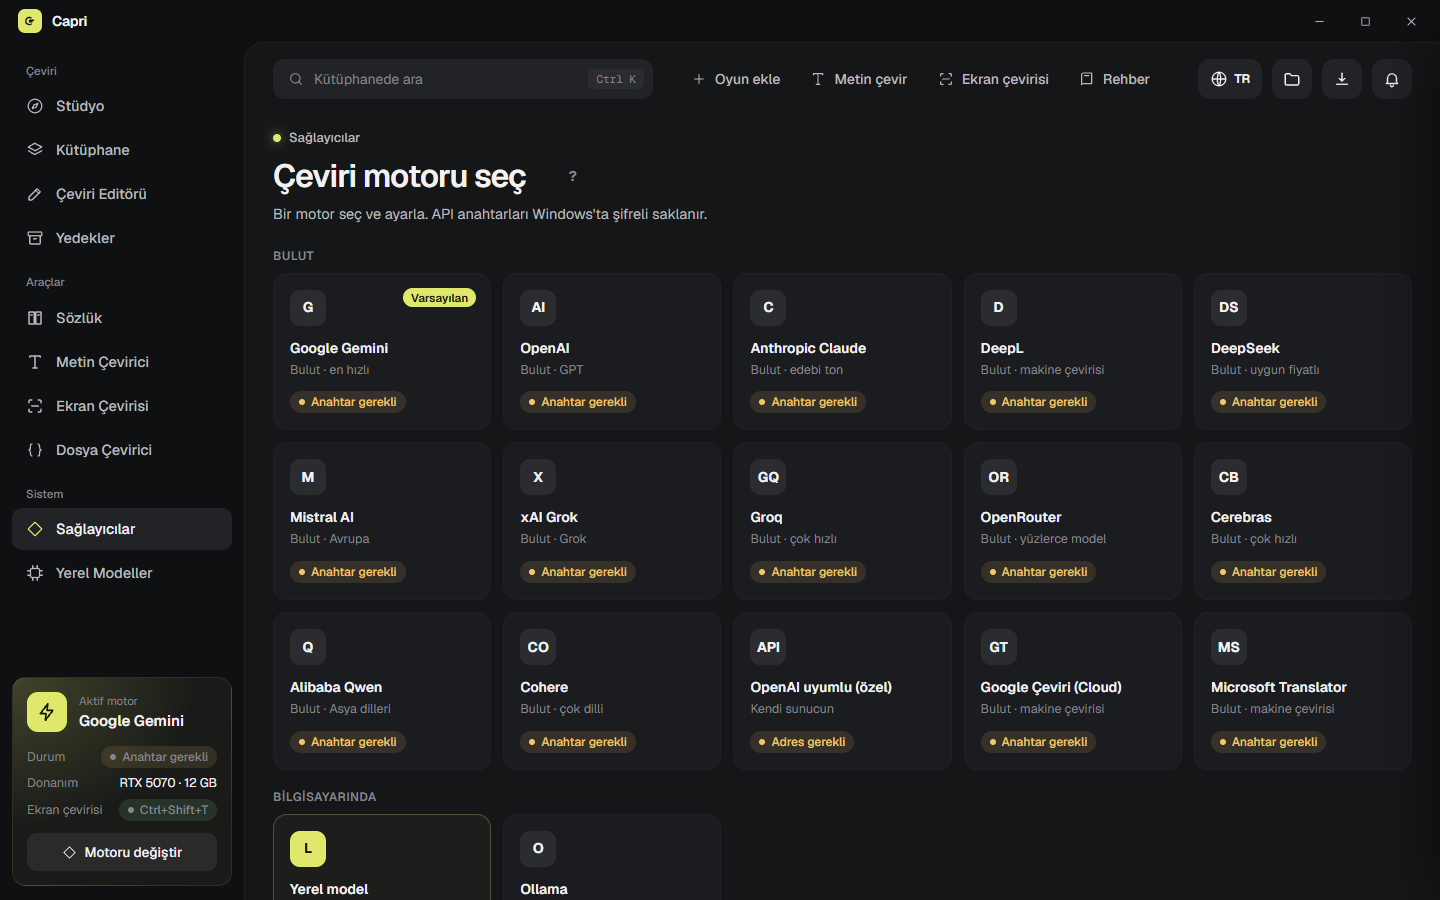 Capri
Çeviri
Stüdyo
Kütüphane
Çeviri Editörü
Yedekler
Araçlar
Sözlük
Metin Çevirici
Ekran Çevirisi
Dosya Çevirici
Sistem
Sağlayıcılar
Yerel Modeller
Aktif motor
Google Gemini
Durum Anahtar gerekli
Donanım RTX 5070 · 12 GB
Ekran çevirisi Ctrl+Shift+T
Motoru değiştir
Kütüphanede ara Ctrl K
Oyun ekle Metin çevir Ekran çevirisi Rehber TR
Sağlayıcılar
Çeviri motoru seç ?
Bir motor seç ve ayarla. API anahtarları Windows'ta şifreli saklanır.
BULUT
G Varsayılan
Google Gemini
Bulut · en hızlı
Anahtar gerekli
AI
OpenAI
Bulut · GPT
Anahtar gerekli
C
Anthropic Claude
Bulut · edebi ton
Anahtar gerekli
D
DeepL
Bulut · makine çevirisi
Anahtar gerekli
DS
DeepSeek
Bulut · uygun fiyatlı
Anahtar gerekli
M
Mistral AI
Bulut · Avrupa
Anahtar gerekli
X
xAI Grok
Bulut · Grok
Anahtar gerekli
GQ
Groq
Bulut · çok hızlı
Anahtar gerekli
OR
OpenRouter
Bulut · yüzlerce model
Anahtar gerekli
CB
Cerebras
Bulut · çok hızlı
Anahtar gerekli
Q
Alibaba Qwen
Bulut · Asya dilleri
Anahtar gerekli
CO
Cohere
Bulut · çok dilli
Anahtar gerekli
API
OpenAI uyumlu (özel)
Kendi sunucun
Adres gerekli
GT
Google Çeviri (Cloud)
Bulut · makine çevirisi
Anahtar gerekli
MS
Microsoft Translator
Bulut · makine çevirisi
Anahtar gerekli
BİLGİSAYARINDA
L
Yerel model
O
Ollama